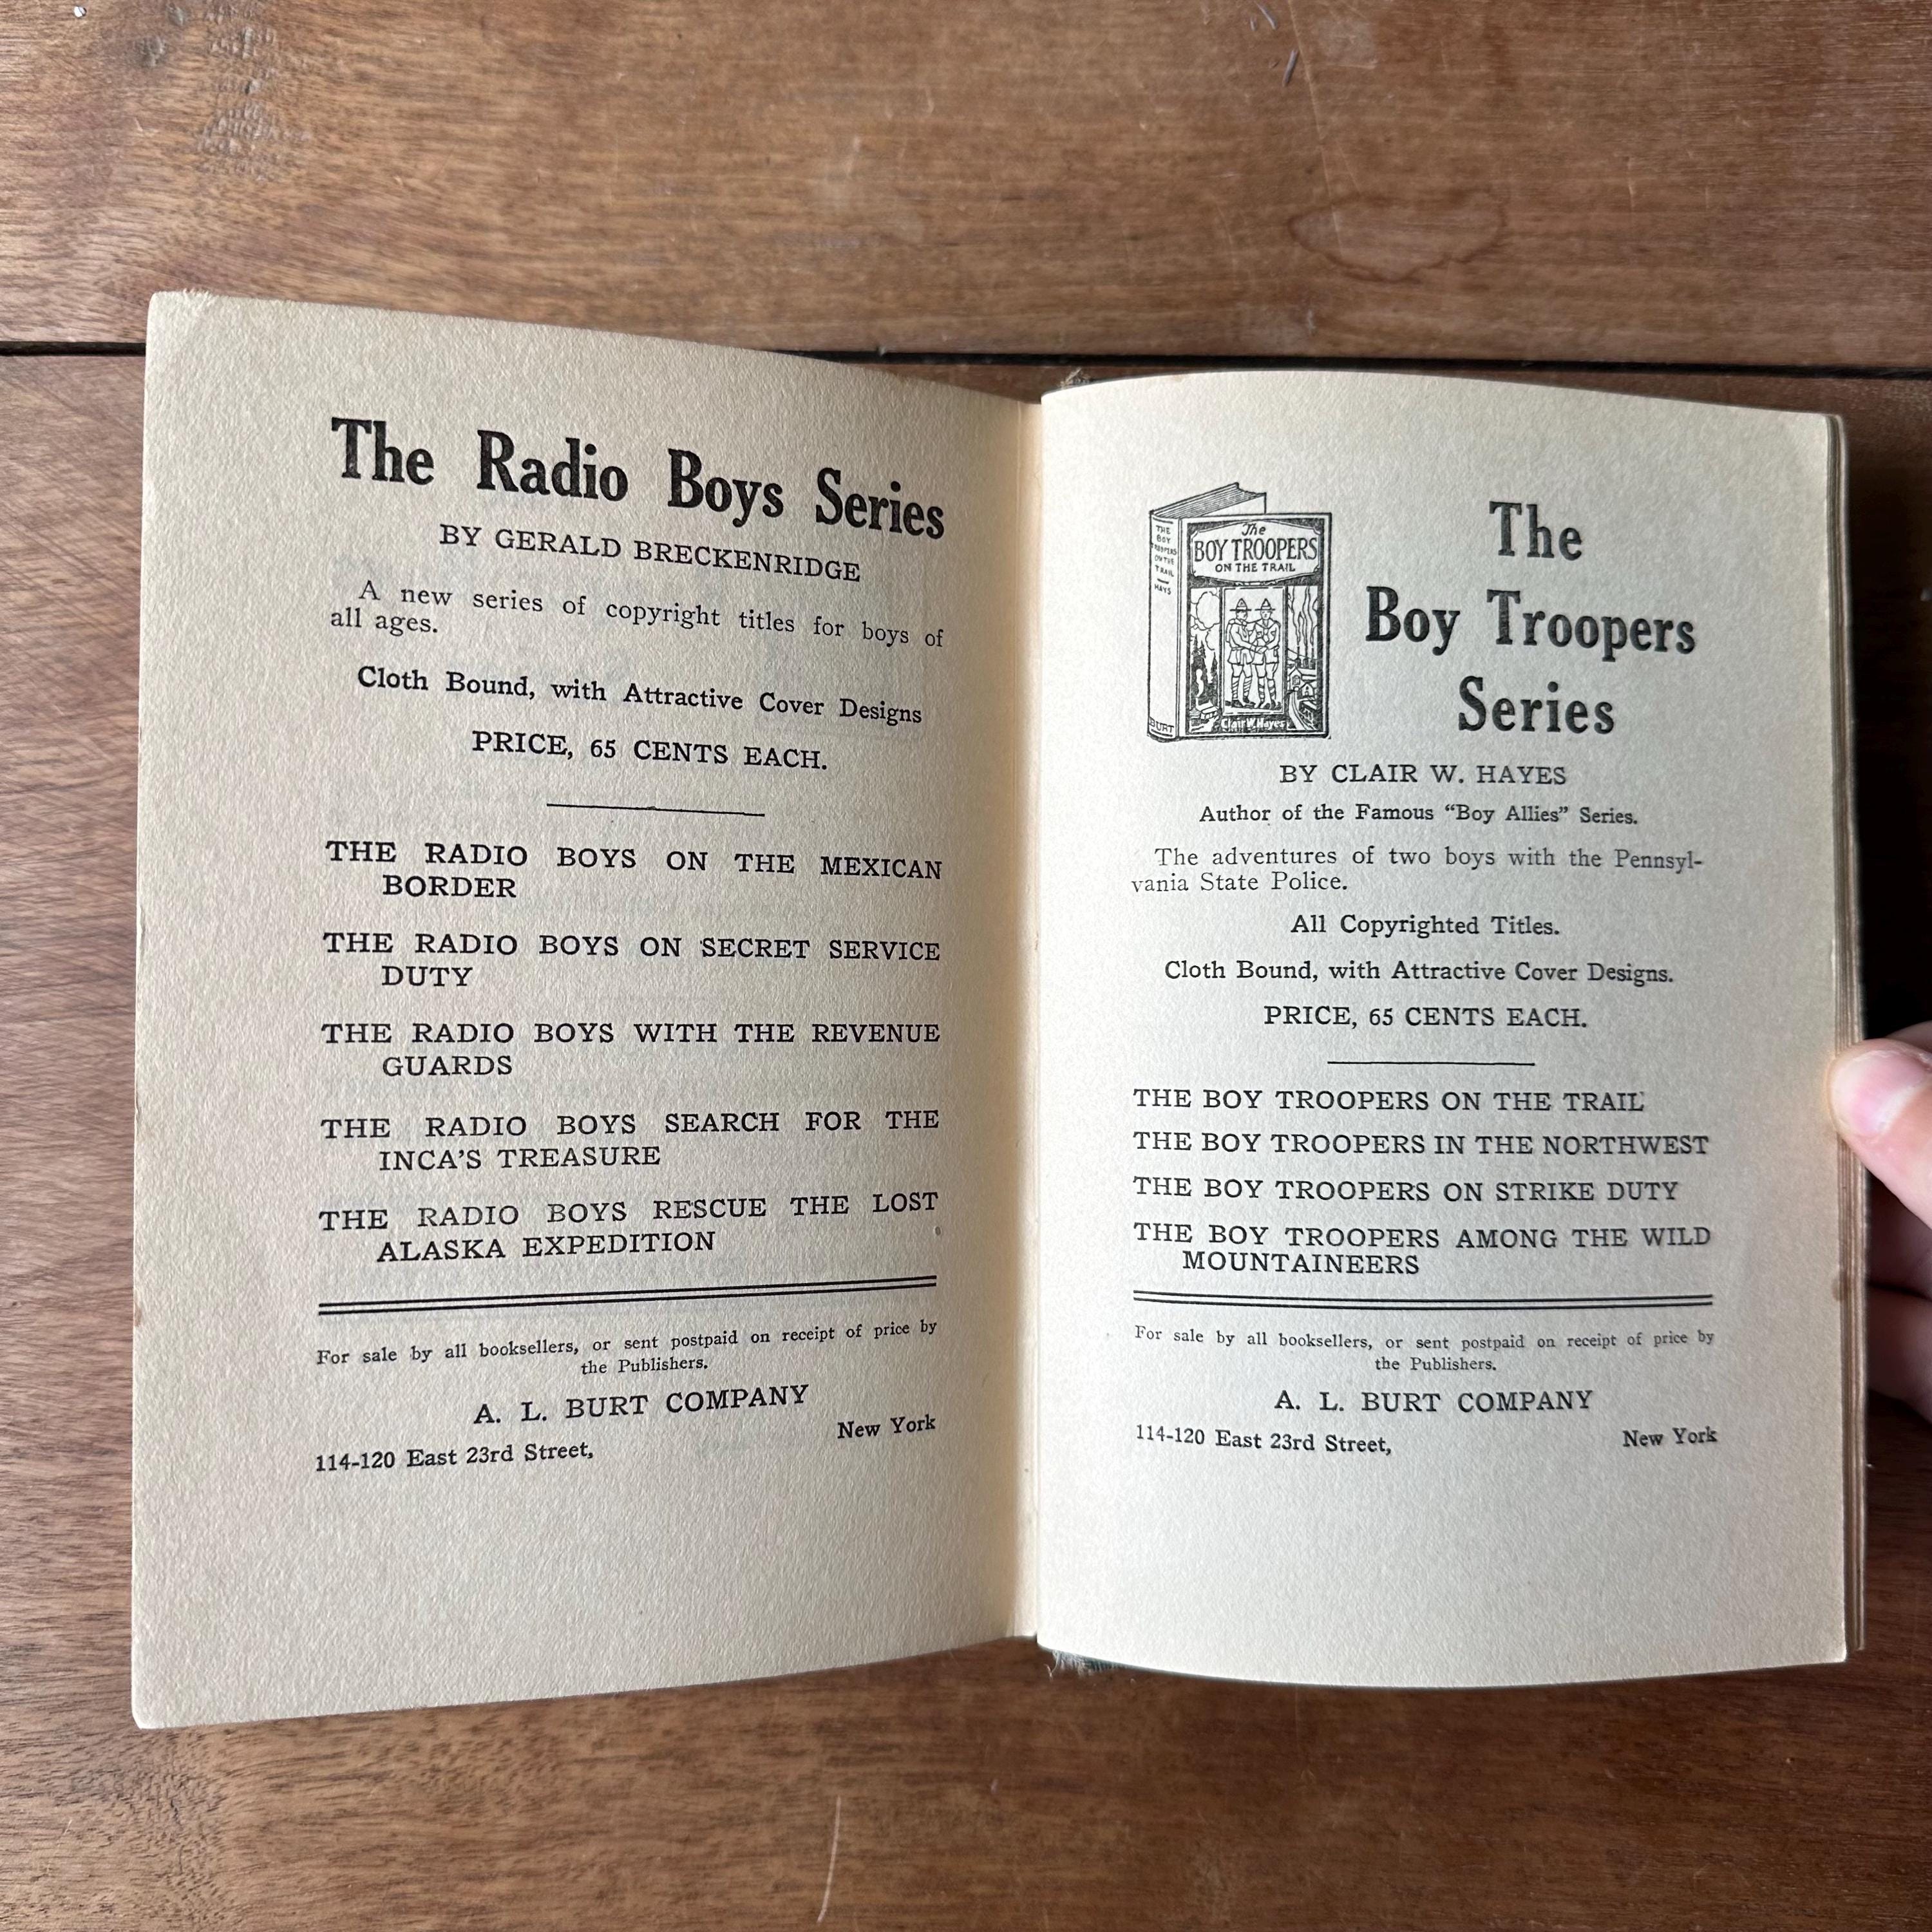 The Radio Boys Series
BY GERALD BRECKENRIDGE
A new series of copyright titles for boys of
all ages.
Cloth Bound, with Attractive Cover Designs
PRICE, 65 CENTS EACH.
THE RADIO BOYS ON THE MEXICAN
BORDER
THE RADIO BOYS ON SECRET SERVICE
DUTY
THE RADIO BOYS WITH THE REVENUE
GUARDS
THE RADIO BOYS SEARCH FOR THE
INCA'S TREASURE
THE RADIO BOYS RESCUE THE LOST
ALASKA EXPEDITION
For sale by all booksellers, or sent postpaid on receipt of price by
the Publishers.
A. L. BURT COMPANY
114-120 East 23rd Street, New York
THE
BOY
TROOPERS
ON THE
TRAIL
HAYS
BURT
The
BOY TROOPERS
ON THE TRAIL
Clair W. Hayes
The
Boy Troopers
Series
BY CLAIR W. HAYES
Author of the Famous "Boy Allies" Series.
The adventures of two boys with the Pennsyl-
vania State Police.
All Copyrighted Titles.
Cloth Bound, with Attractive Cover Designs.
PRICE, 65 CENTS EACH.
THE BOY TROOPERS ON THE TRAIL
THE BOY TROOPERS IN THE NORTHWEST
THE BOY TROOPERS ON STRIKE DUTY
THE BOY TROOPERS AMONG THE WILD
MOUNTAINEERS
For sale by all booksellers, or sent postpaid on receipt of price by
the Publishers.
A. L. BURT COMPANY
114-120 East 23rd Street, New York